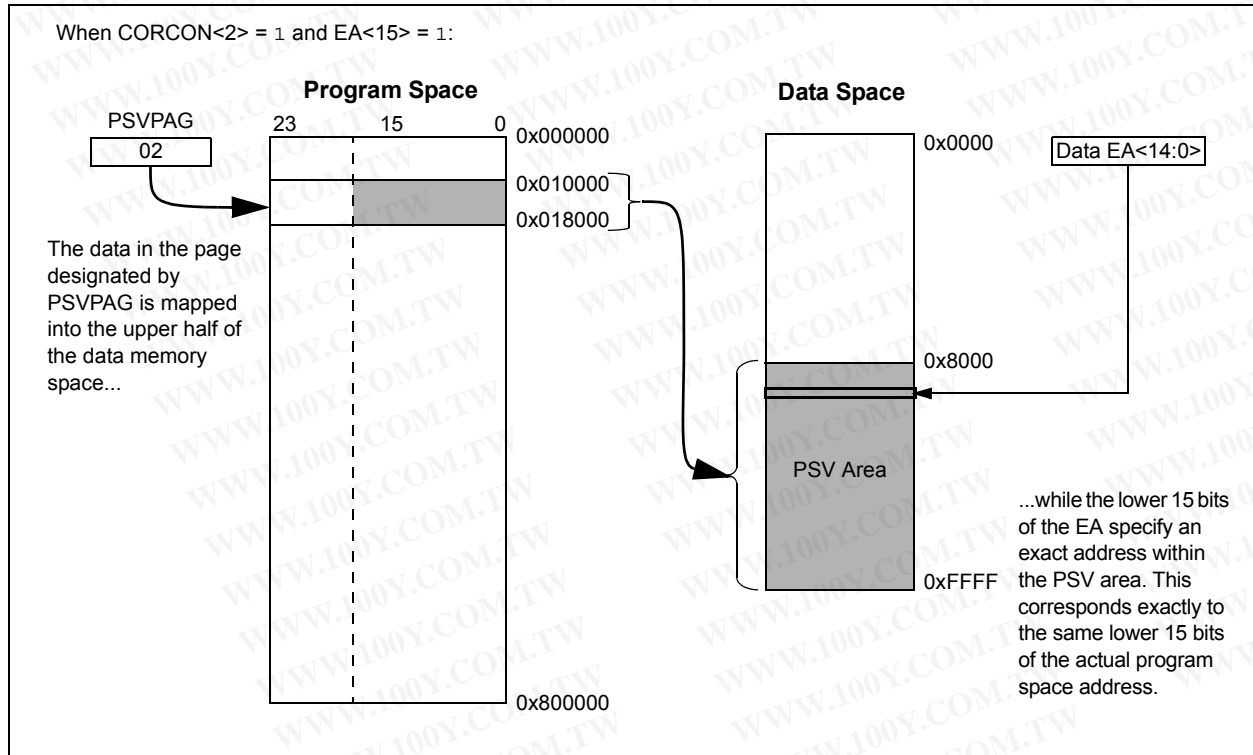 When CORCON<2> = 1 and EA<15> = 1:
Program Space
Data Space
PSVPAG
02
23 15 0
0x000000
0x010000
0x018000
0x800000
The data in the page
designated by
PSVPAG is mapped
into the upper half of
the data memory
space...
0x0000
Data EA<14:0>
0x8000
PSV Area
0xFFFF
...while the lower 15 bits
of the EA specify an
exact address within
the PSV area. This
corresponds exactly to
the same lower 15 bits
of the actual program
space address.
WWW.100Y.COM.TW